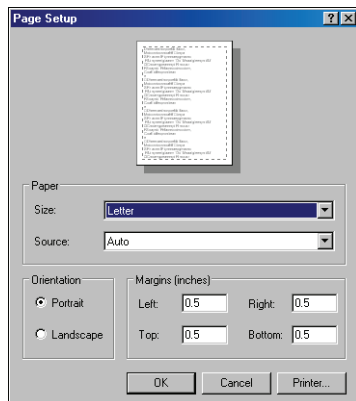 Page Setup
Paper
Size: Letter
Source: Auto
Orientation
Portrait
Landscape
Margins (inches)
Left: 0.5 Right: 0.5
Top: 0.5 Bottom: 0.5
OK Cancel Printer...